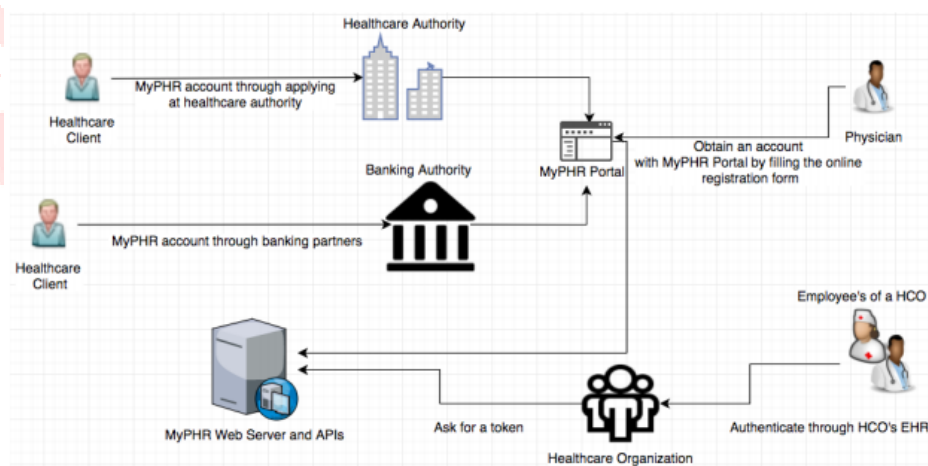 Healthcare Authority
MyPHR account through applying
at healthcare authority
Healthcare
Client
Physician
Obtain an account
with MyPHR Portal by filling the online
registration form
MyPHR Portal
Banking Authority
MyPHR account through banking partners
Healthcare
Client
Employee's of a HCO
MyPHR Web Server and APIs
Ask for a token
Authenticate through HCO's EHR
Healthcare Organization